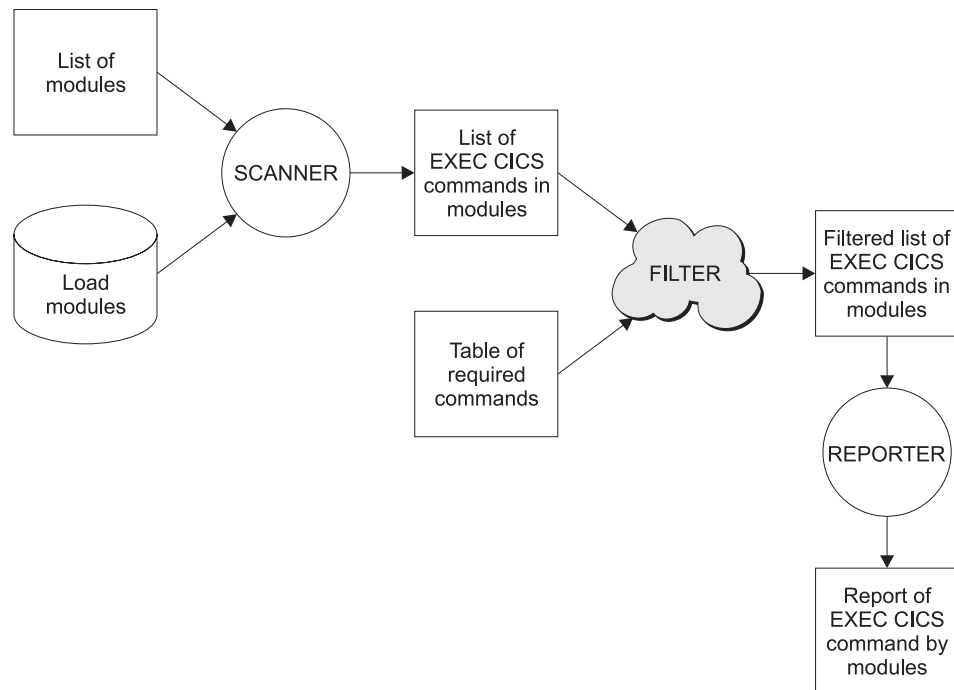 List of
modules
SCANNER
Load
modules
List of
EXEC CICS
commands in
modules
FILTER
Table of
required
commands
Filtered list of
EXEC CICS
commands in
modules
REPORTER
Report of
EXEC CICS
command by
modules